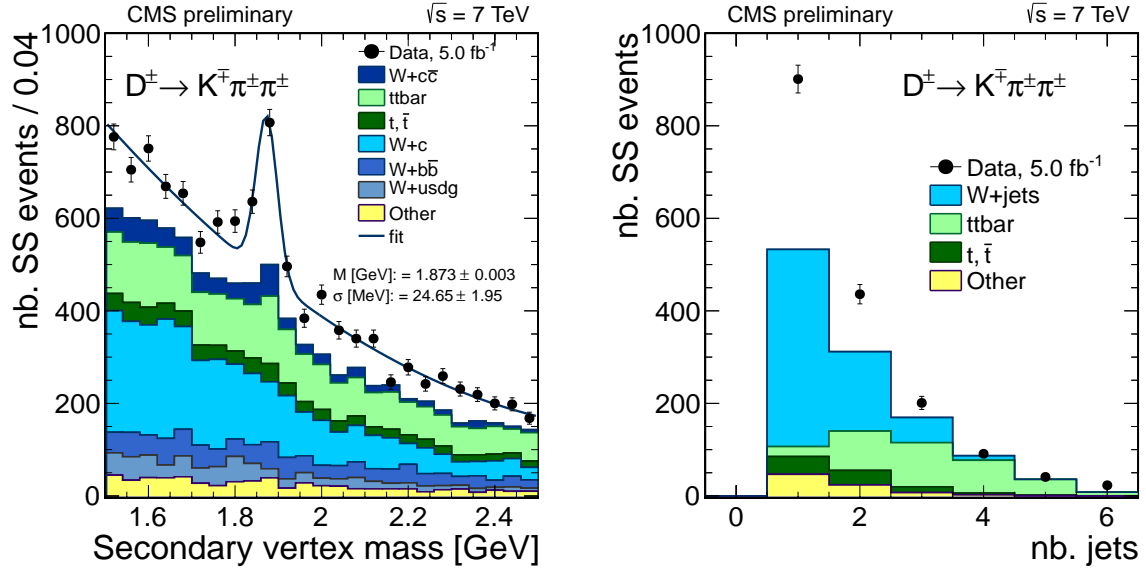 CMS preliminary √s = 7 TeV
nb. SS events / 0.04
1000
800
600
400
200
0
D± → K∓π±π±
Data, 5.0 fb⁻¹
W+cc̅
ttbar
t, t̅
W+c
W+bb̅
W+usdg
Other
fit
M [GeV]: = 1.873 ± 0.003
σ [MeV]: = 24.65 ± 1.95
1.6 1.8 2 2.2 2.4
Secondary vertex mass [GeV]
CMS preliminary √s = 7 TeV
nb. SS events
1000
800
600
400
200
0
D± → K∓π±π±
Data, 5.0 fb⁻¹
W+jets
ttbar
t, t̅
Other
0 2 4 6
nb. jets